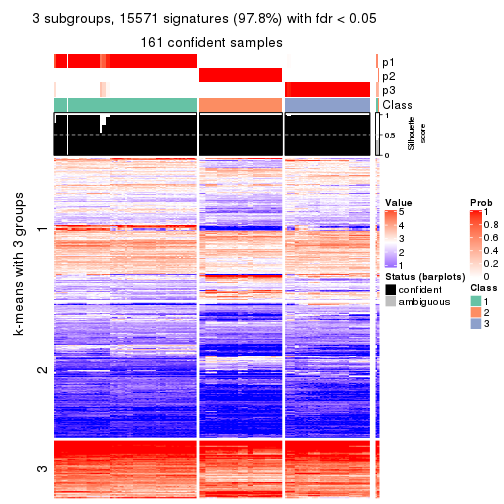 3 subgroups, 15571 signatures (97.8%) with fdr < 0.05
161 confident samples
p1
p2
p3
Class
1
0.5
0
Silhouette
score
k-means with 3 groups
1
2
3
Value
5
4
3
2
1
Status (barplots)
confident
ambiguous
Prob
1
0.8
0.6
0.4
0.2
0
Class
1
2
3